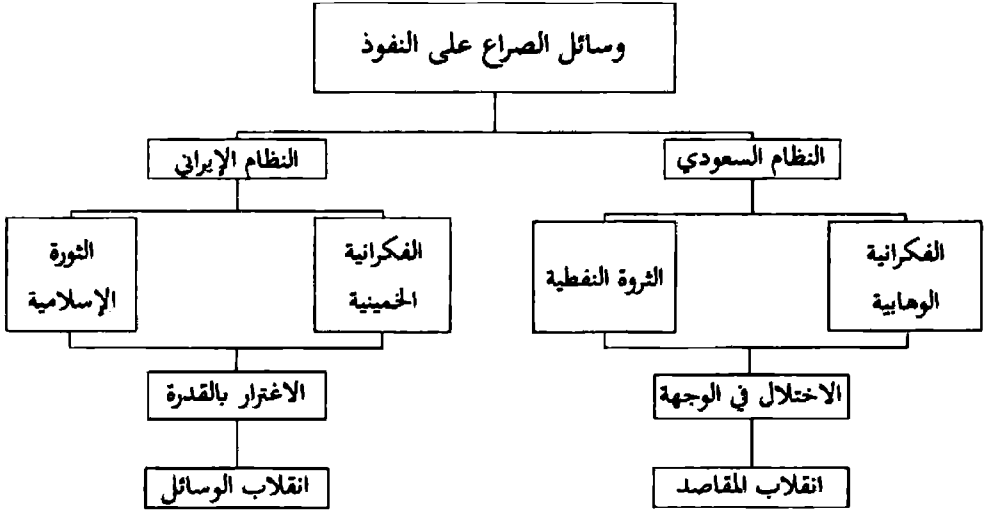 وسائل الصراع على النفوذ
النظام السعودي
النظام الإيراني
الفكرانية
الوهابية
الثروة النفطية
الفكرانية
الخمينية
الثورة
الإسلامية
الاختلال في الوجهة
الاغترار بالقدرة
انقلاب المقاصد
انقلاب الوسائل